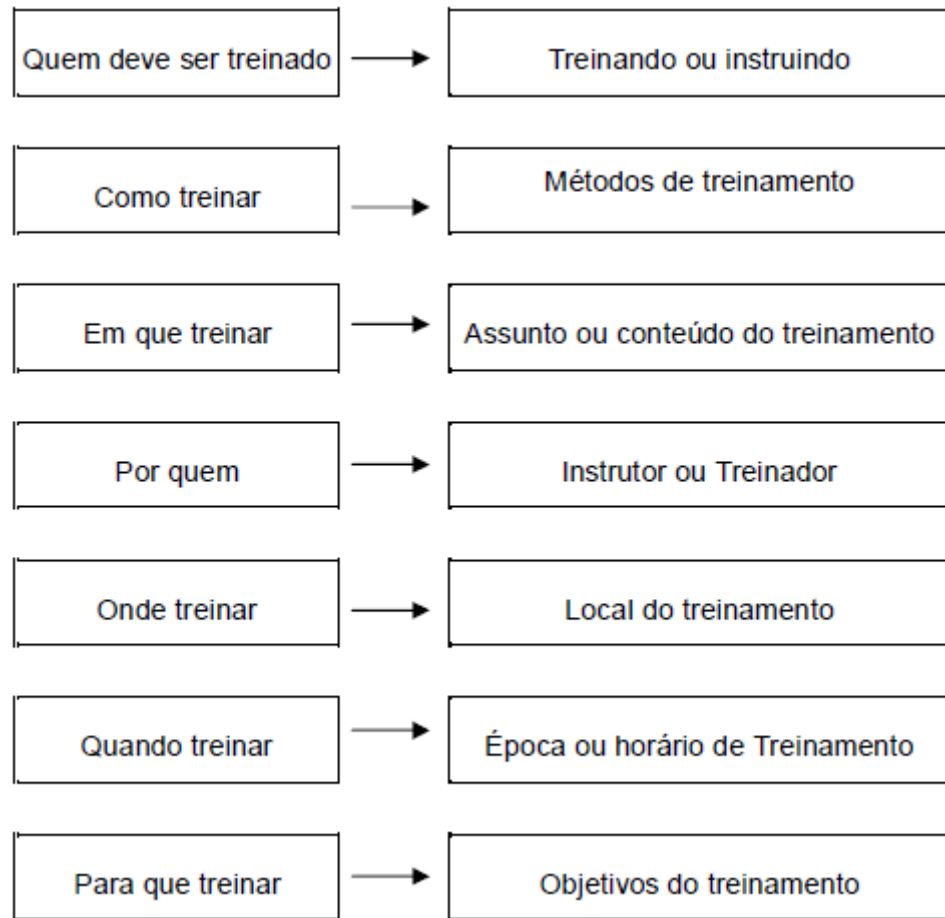 Quem deve ser treinado
Treinando ou instruindo
Como treinar
Métodos de treinamento
Em que treinar
Assunto ou conteúdo do treinamento
Por quem
Instrutor ou Treinador
Onde treinar
Local do treinamento
Quando treinar
Época ou horário de Treinamento
Para que treinar
Objetivos do treinamento